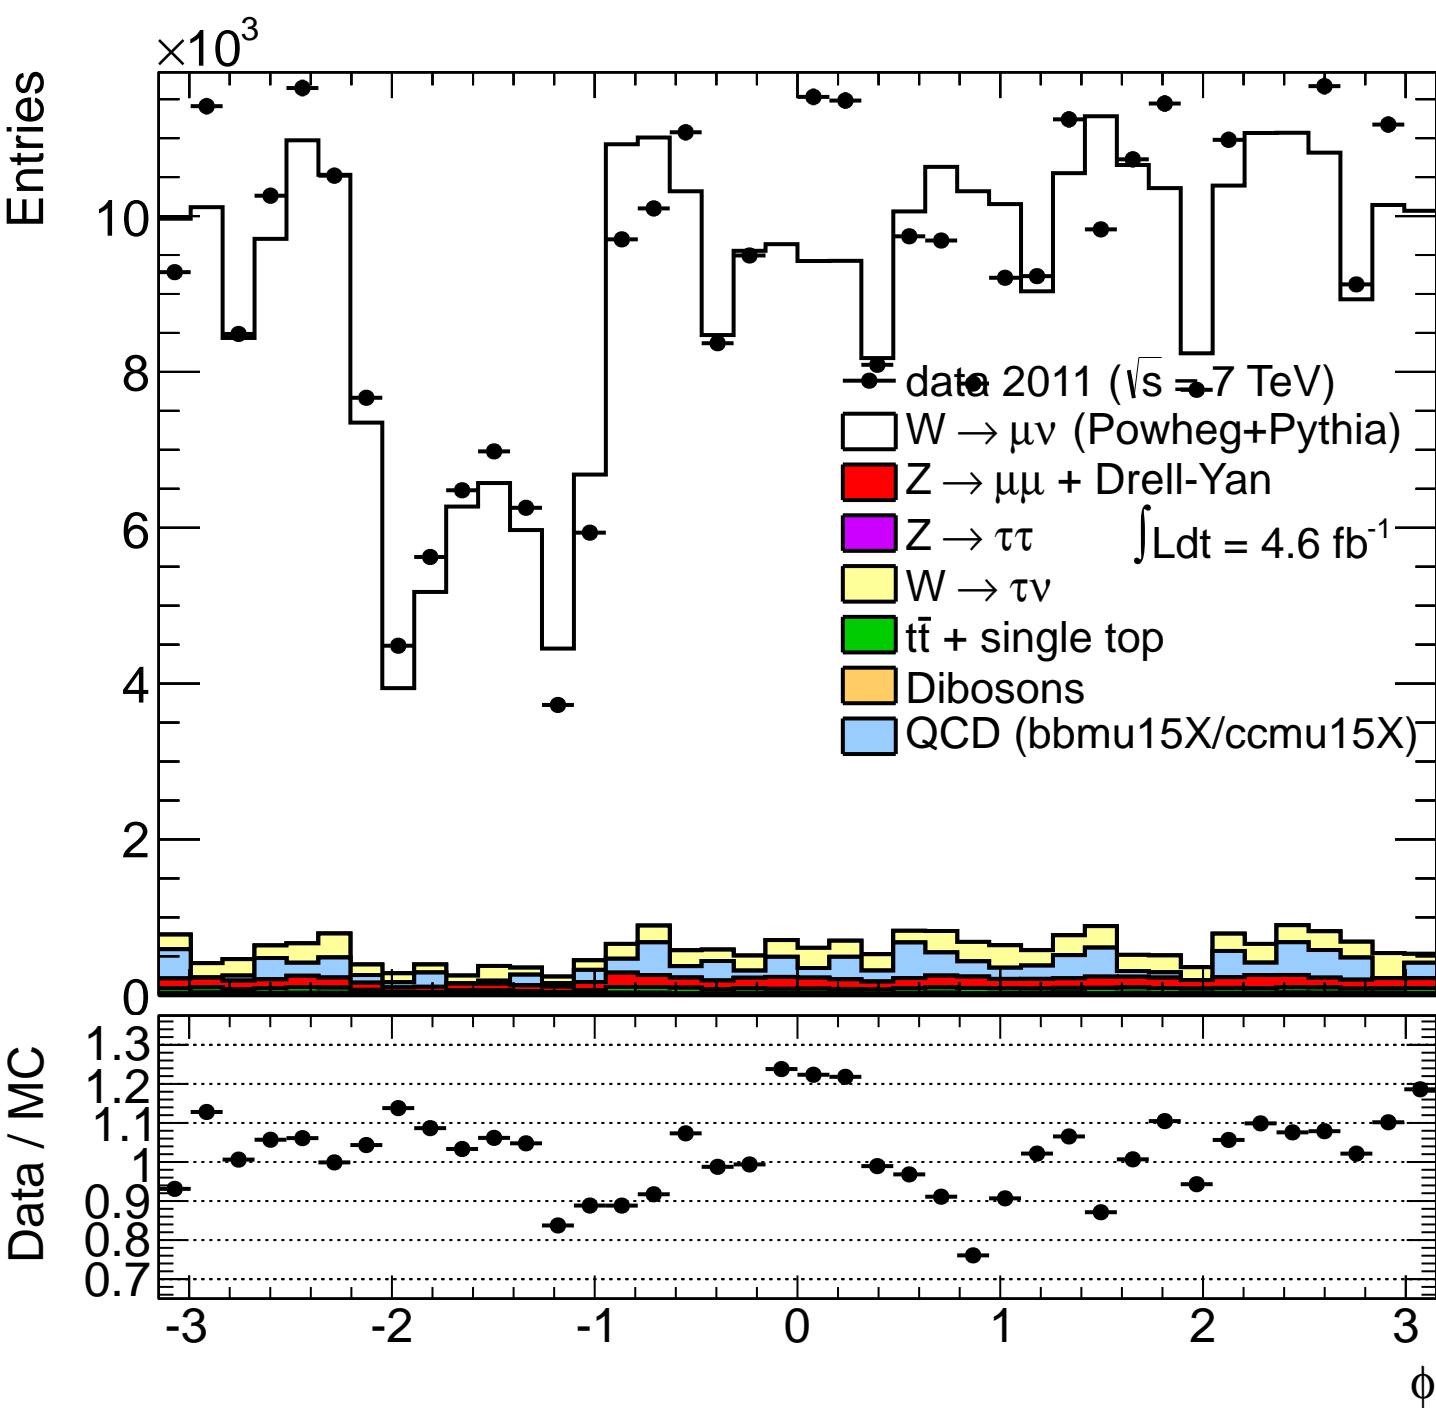 ×10³
Entries
10
8
6
4
2
0
data 2011 (√s = 7 TeV)
W → μν (Powheg+Pythia)
Z → μμ + Drell-Yan
Z → ττ
∫Ldt = 4.6 fb⁻¹
W → τν
tt̄ + single top
Dibosons
QCD (bbmu15X/ccmu15X)
Data / MC
1.3
1.2
1.1
1
0.9
0.8
0.7
-3 -2 -1 0 1 2 3
ϕ